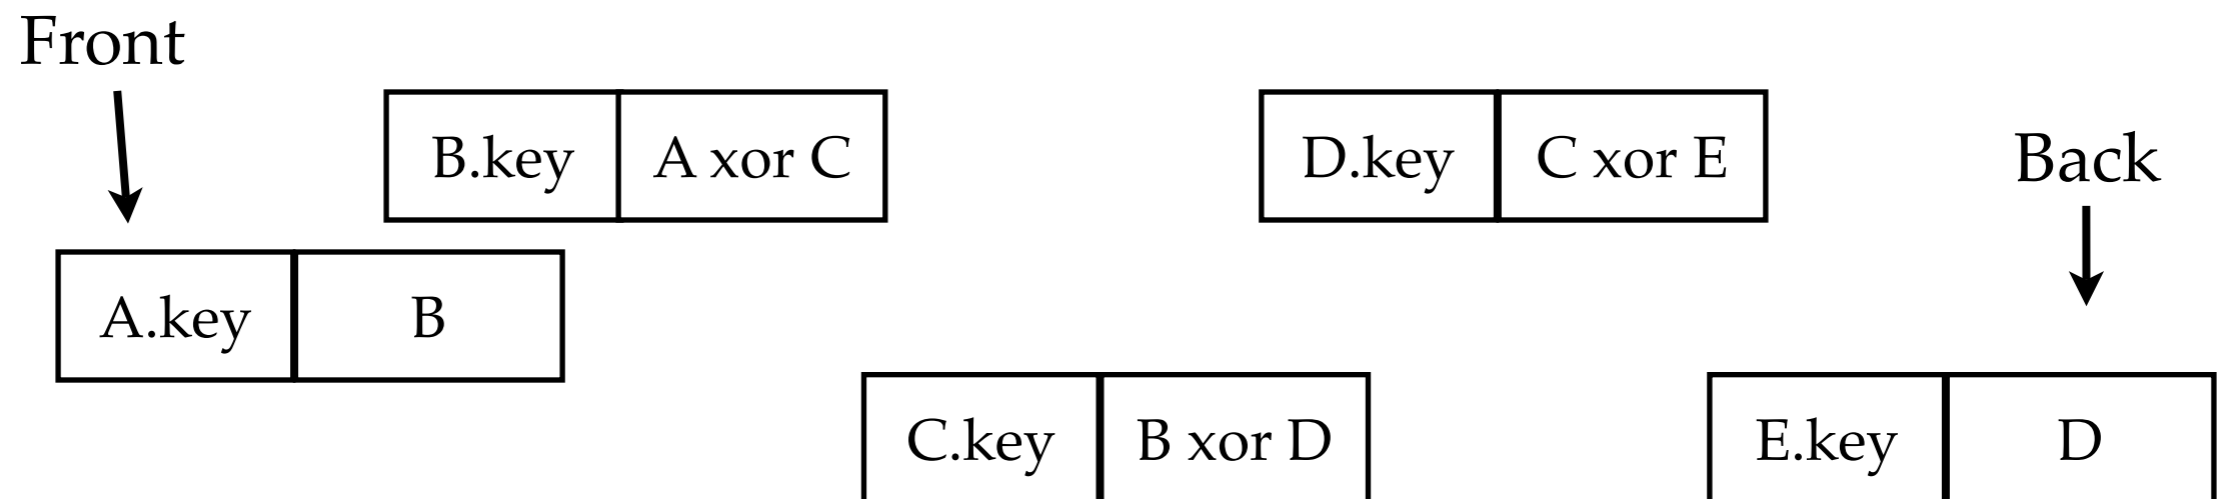 Front
B.key A xor C
D.key C xor E
Back
A.key B
C.key B xor D
E.key D